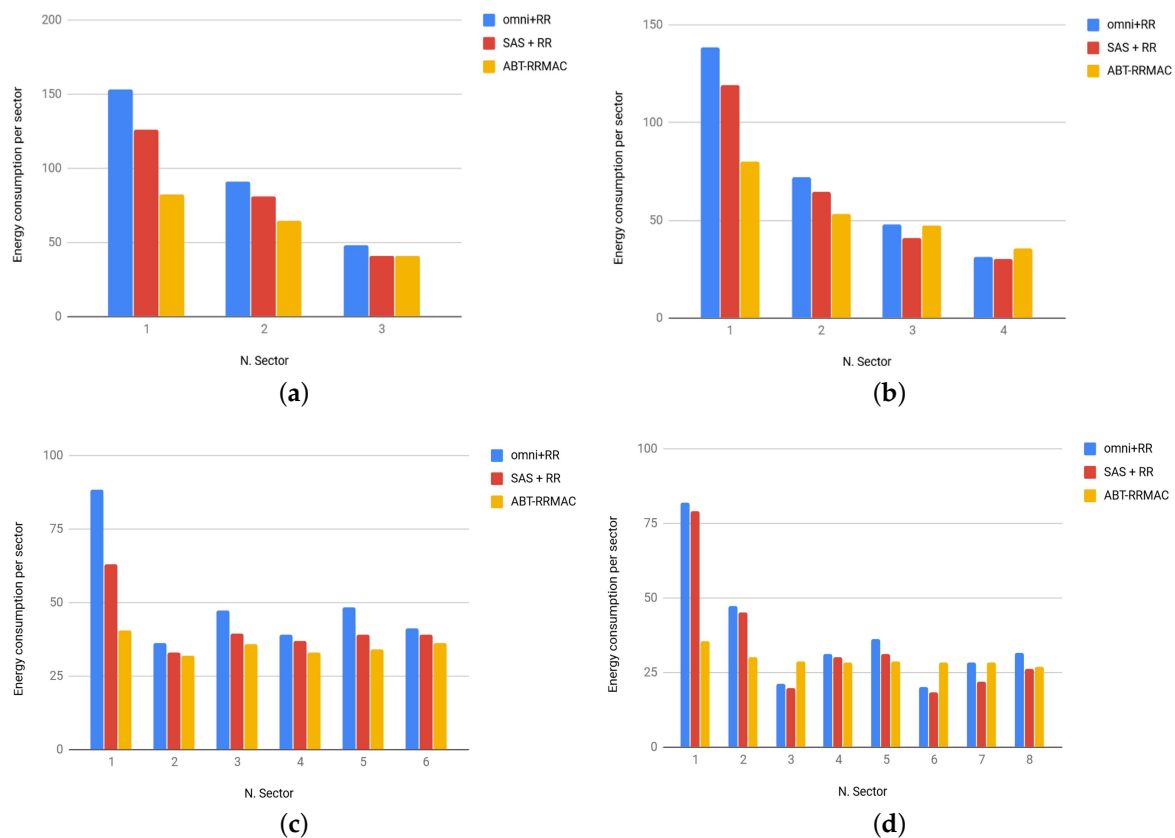 200
150
100
50
0
Energy consumption per sector
1 2 3
N. Sector
omni+RR
SAS + RR
ABT-RRMAC
(a)
150
100
50
0
Energy consumption per sector
1 2 3 4
N. Sector
omni+RR
SAS + RR
ABT-RRMAC
(b)
100
75
50
25
0
Energy consumption per sector
1 2 3 4 5 6
N. Sector
omni+RR
SAS + RR
ABT-RRMAC
(c)
100
75
50
25
0
Energy consumption per sector
1 2 3 4 5 6 7 8
N. Sector
omni+RR
SAS + RR
ABT-RRMAC
(d)